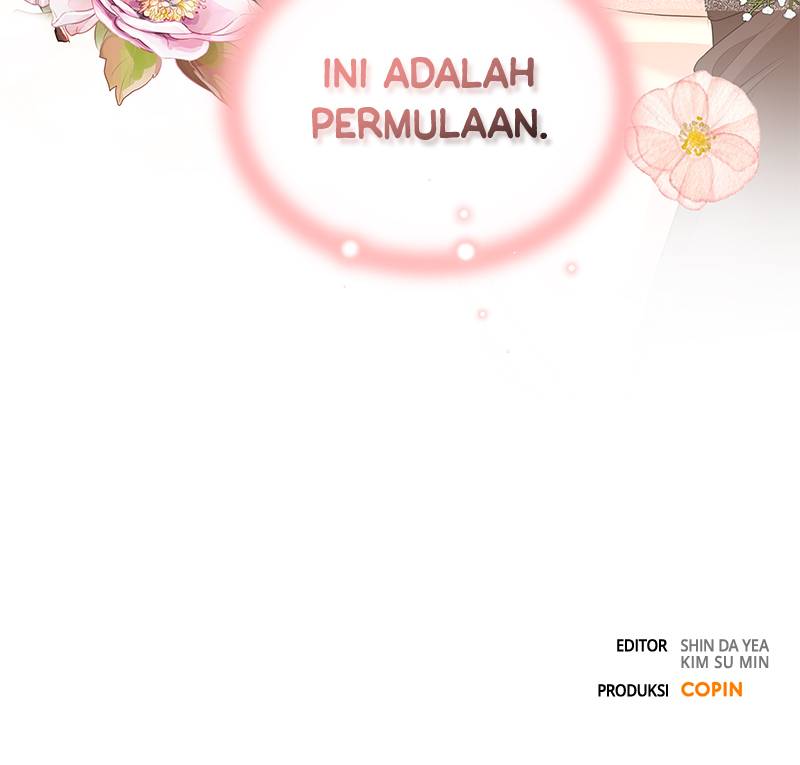 INI ADALAH
PERMULAAN.
EDITOR SHIN DA YEA
KIM SU MIN
PRODUKSI COPIN